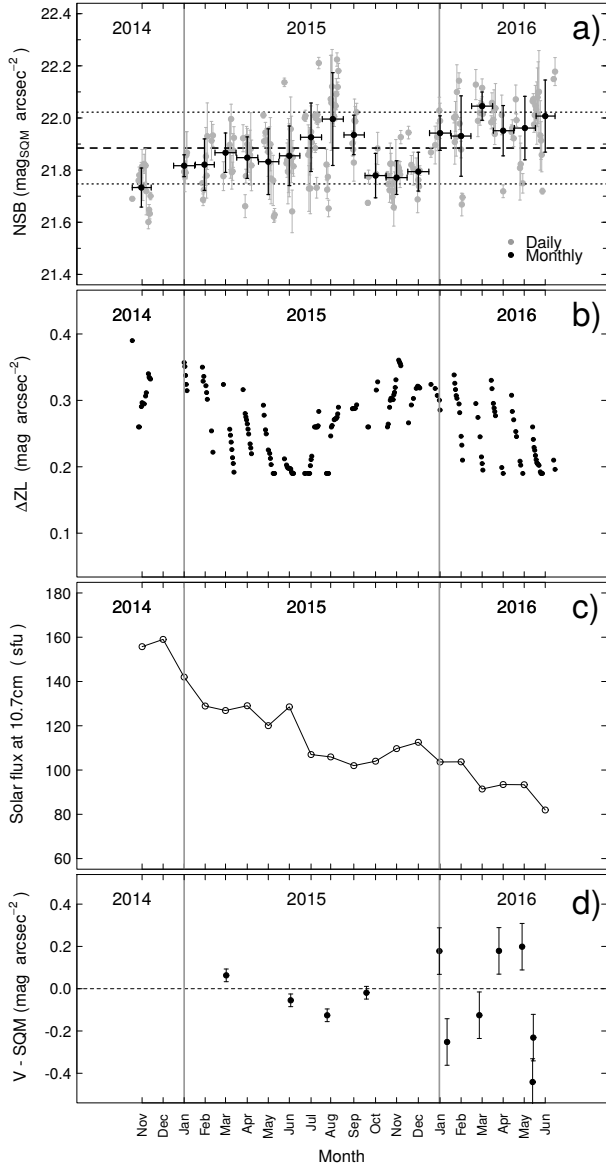 a)
2014 2015 2016
NSB (mag_SQM arcsec⁻²)
22.4
22.2
22.0
21.8
21.6
21.4
Daily
Monthly
b)
2014 2015 2016
ΔZL (mag arcsec⁻²)
0.4
0.3
0.2
0.1
c)
2014 2015 2016
Solar flux at 10.7cm ( sfu )
180
160
140
120
100
80
60
d)
2014 2015 2016
V - SQM (mag arcsec⁻²)
0.4
0.2
0.0
-0.2
-0.4
Nov Dec Jan Feb Mar Apr May Jun Jul Aug Sep Oct Nov Dec Jan Feb Mar Apr May Jun
Month